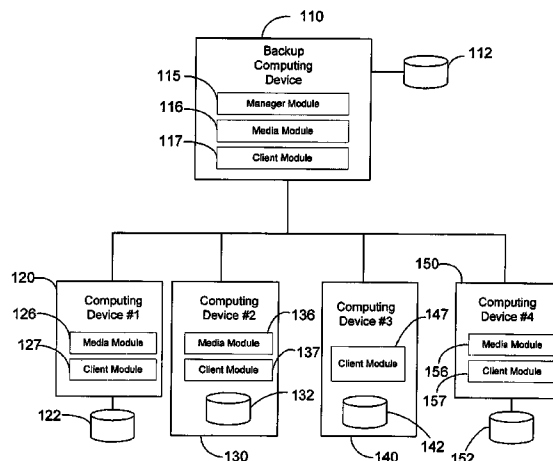 110
Backup
Computing
Device
112
115
Manager Module
116
Media Module
117
Client Module
120
Computing
Device #1
126
Media Module
127
Client Module
122
Computing
Device #2
136
Media Module
137
Client Module
132
130
Computing
Device #3
147
Client Module
142
140
150
Computing
Device #4
Media Module
156
Client Module
157
152